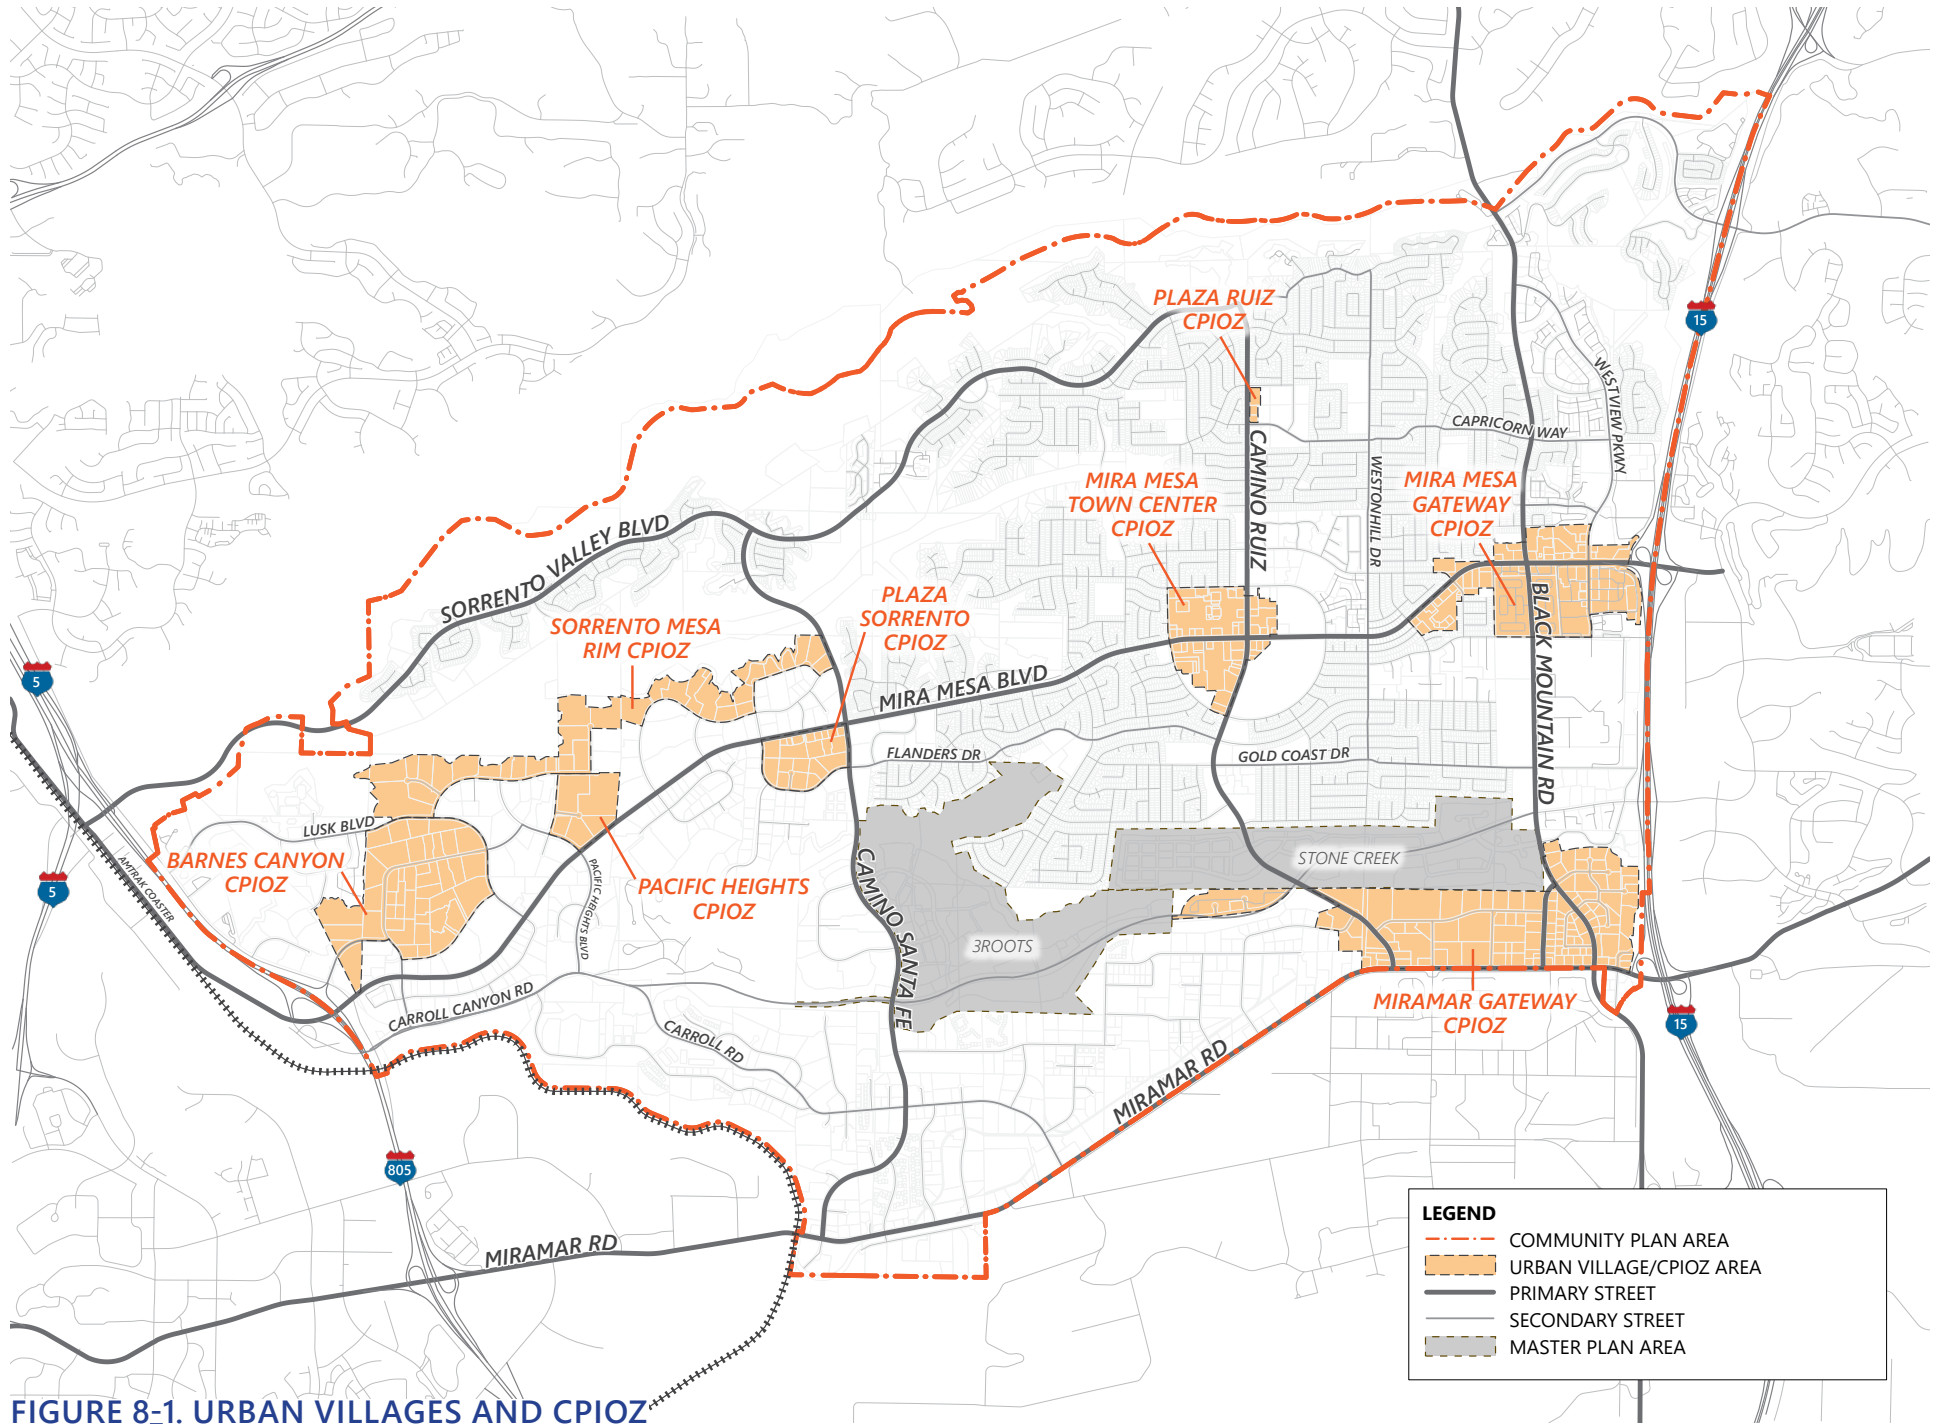 PLAZA RUIZ
CPIOZ
15
WESTVIEW PKWY
CAPRICORN WAY
CAMINO RUIZ
WESTONHILL DR
MIRA MESA
TOWN CENTER
CPIOZ
MIRA MESA
GATEWAY
CPIOZ
SORRENTO VALLEY BLVD
PLAZA
SORRENTO
CPIOZ
SORRENTO MESA
RIM CPIOZ
BLACK MOUNTAIN RD
5
MIRA MESA BLVD
FLANDERS DR
GOLD COAST DR
LUSK BLVD
BARNES CANYON
CPIOZ
5
AMTRAK COASTER
PACIFIC HEIGHTS BLVD
PACIFIC HEIGHTS
CPIOZ
CAMINO SANTA FE
STONE CREEK
3ROOTS
CARROLL CANYON RD
CARROLL RD
MIRAMAR GATEWAY
CPIOZ
15
MIRAMAR RD
805
MIRAMAR RD
LEGEND
COMMUNITY PLAN AREA
URBAN VILLAGE/CPIOZ AREA
PRIMARY STREET
SECONDARY STREET
MASTER PLAN AREA
FIGURE 8-1. URBAN VILLAGES AND CPIOZ